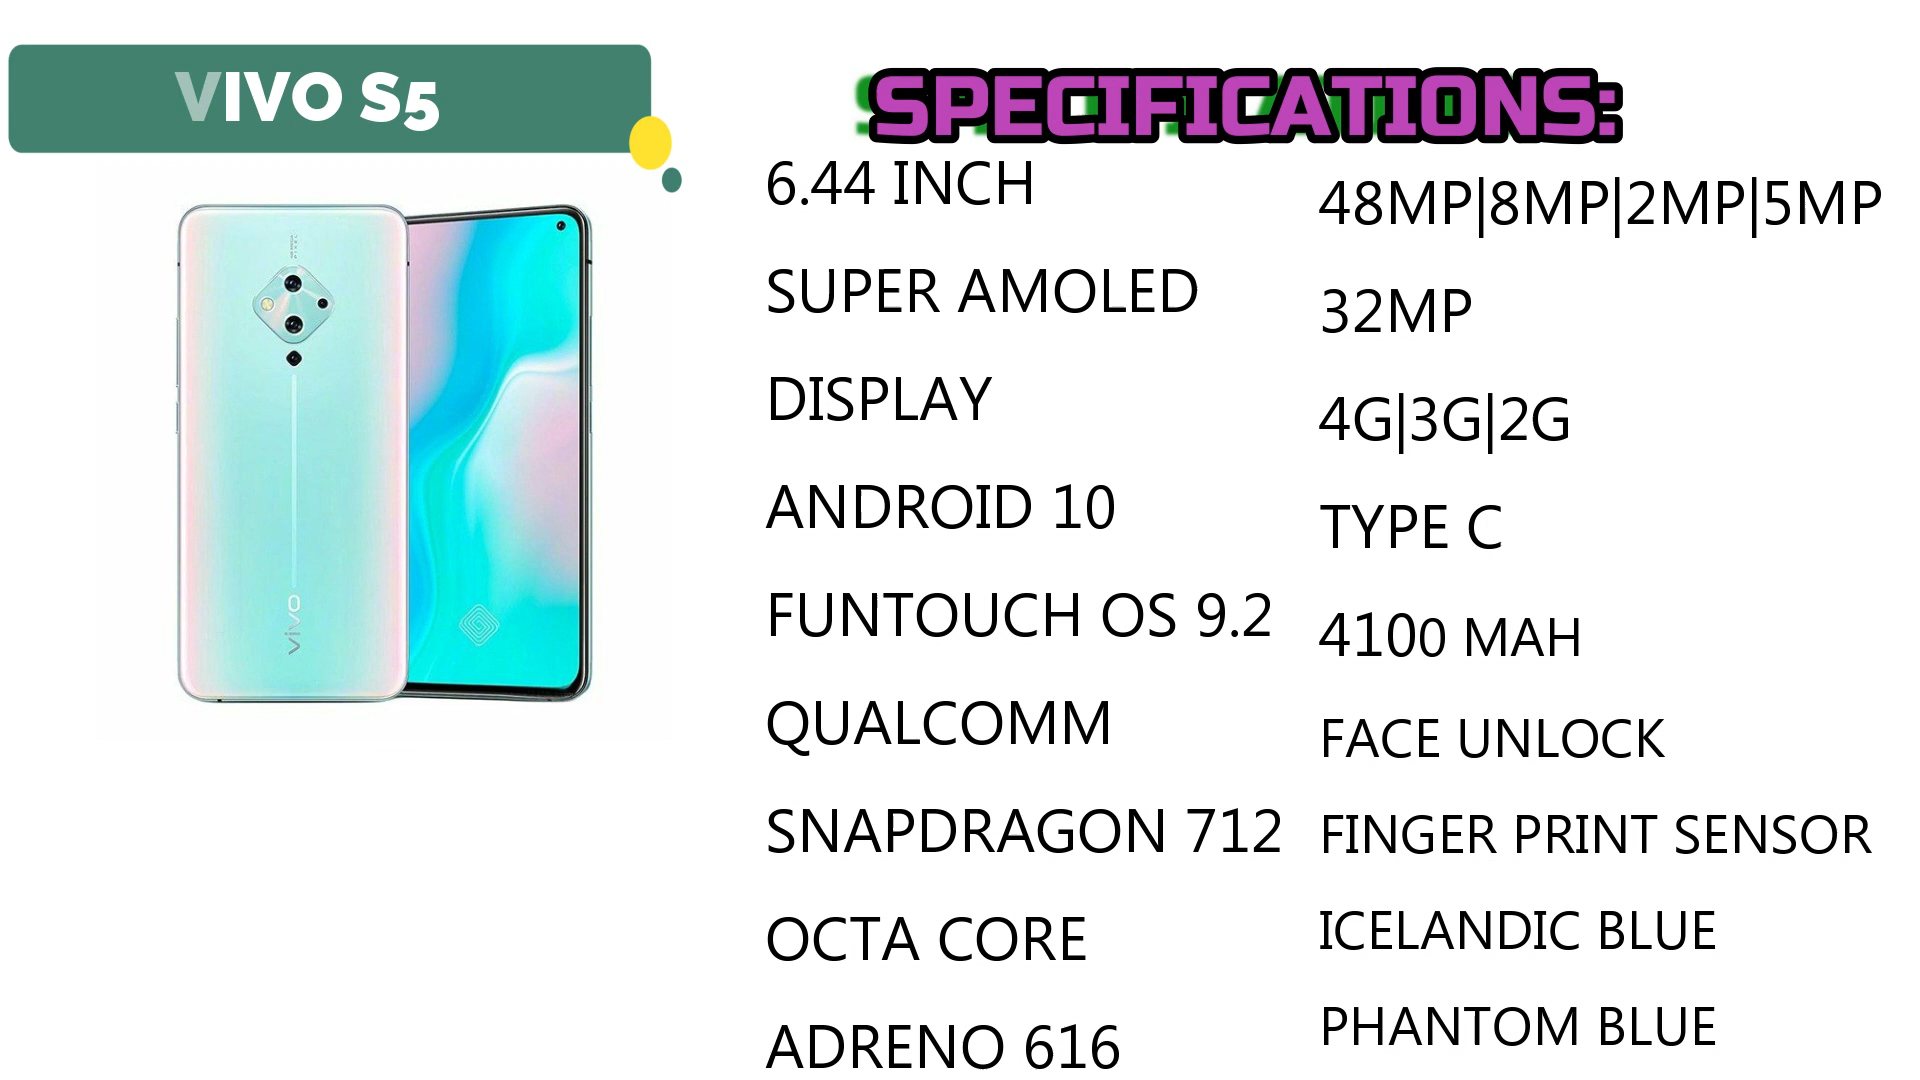 VIVO S5
SPECIFICATIONS:
6.44 INCH
SUPER AMOLED
DISPLAY
ANDROID 10
FUNTOUCH OS 9.2
QUALCOMM
SNAPDRAGON 712
OCTA CORE
ADRENO 616
48MP|8MP|2MP|5MP
32MP
4G|3G|2G
TYPE C
4100 MAH
FACE UNLOCK
FINGER PRINT SENSOR
ICELANDIC BLUE
PHANTOM BLUE
vivo